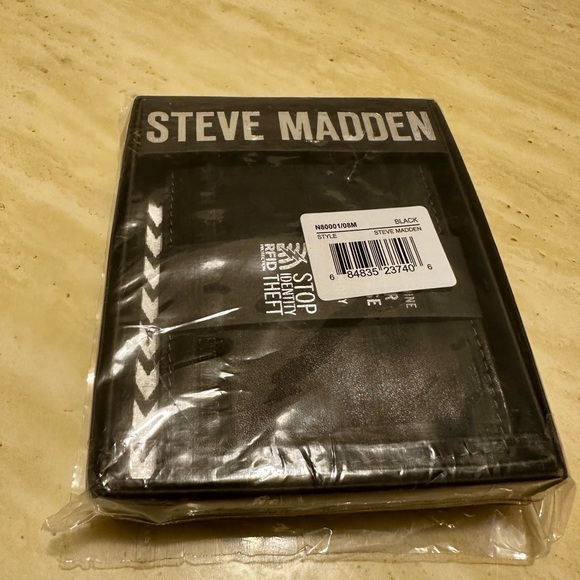 STEVE MADDEN
N80001/08M BLACK
STYLE STEVE MADDEN
6 84835 23740 6
STOP
IDENTITY
THEFT
RFID